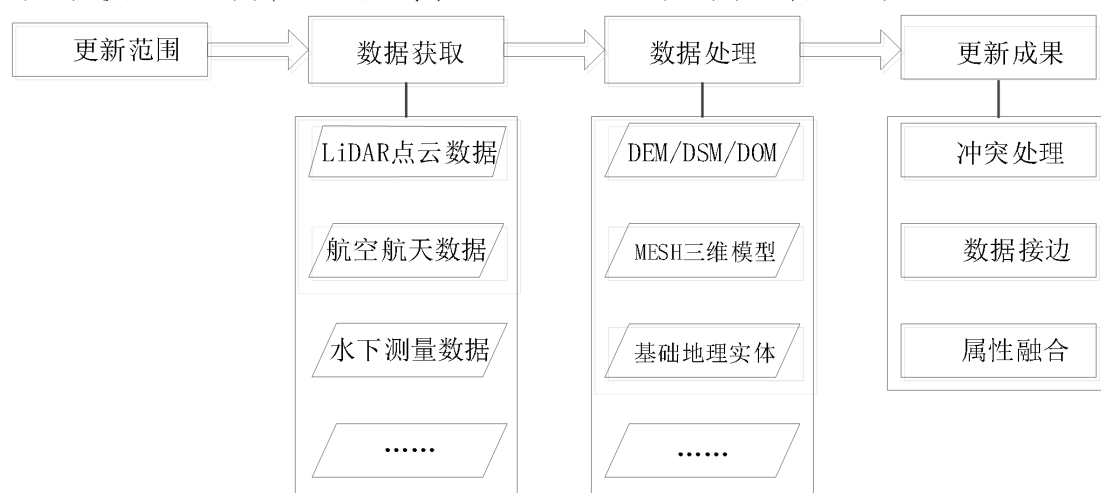 更新范围
数据获取
数据处理
更新成果
LiDAR点云数据
航空航天数据
水下测量数据
……
DEM/DSM/DOM
MESH三维模型
基础地理实体
……
冲突处理
数据接边
属性融合